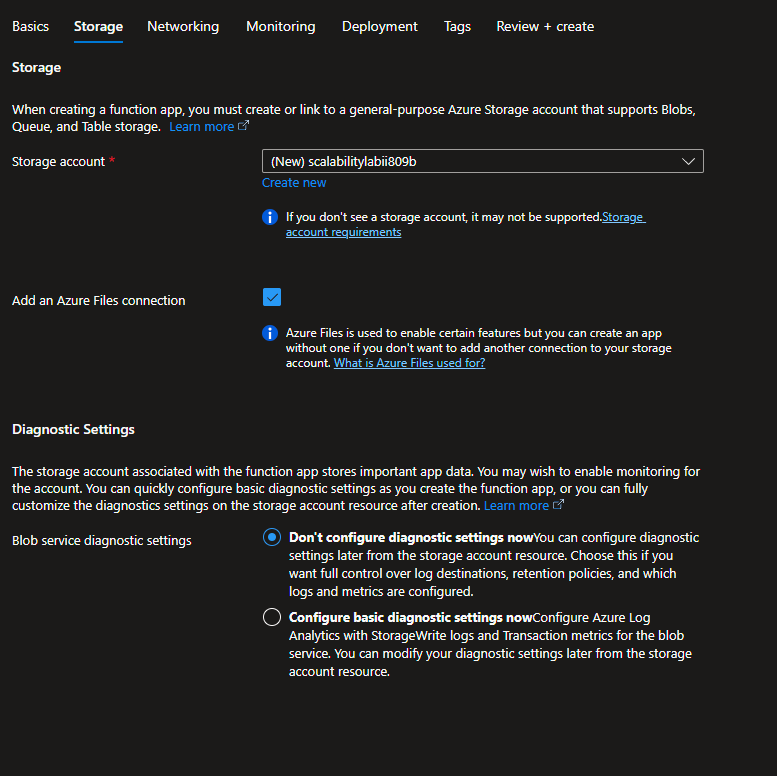 Basics Storage Networking Monitoring Deployment Tags Review + create
Storage
When creating a function app, you must create or link to a general-purpose Azure Storage account that supports Blobs,
Queue, and Table storage. Learn more
Storage account *
(New) scalabilitylabii809b
Create new
If you don't see a storage account, it may not be supported.Storage
account requirements
Add an Azure Files connection
Azure Files is used to enable certain features but you can create an app
without one if you don't want to add another connection to your storage
account. What is Azure Files used for?
Diagnostic Settings
The storage account associated with the function app stores important app data. You may wish to enable monitoring for
the account. You can quickly configure basic diagnostic settings as you create the function app, or you can fully
customize the diagnostics settings on the storage account resource after creation. Learn more
Blob service diagnostic settings
Don't configure diagnostic settings nowYou can configure diagnostic
settings later from the storage account resource. Choose this if you
want full control over log destinations, retention policies, and which
logs and metrics are configured.
Configure basic diagnostic settings nowConfigure Azure Log
Analytics with StorageWrite logs and Transaction metrics for the blob
service. You can modify your diagnostic settings later from the storage
account resource.